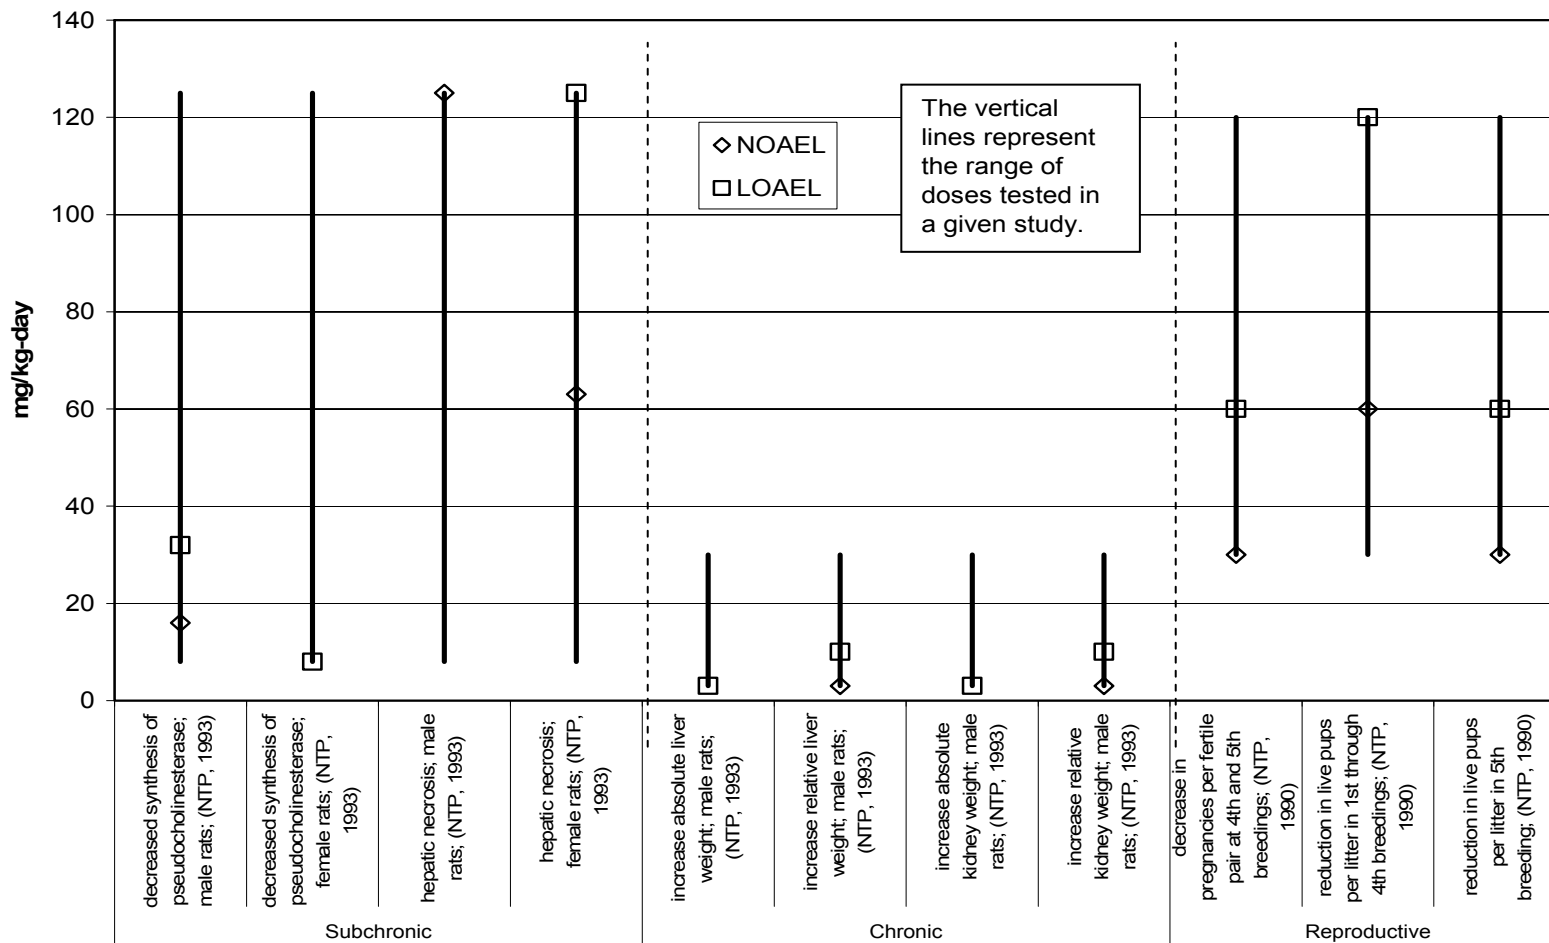 140
120
100
80
60
40
20
0
mg/kg-day
NOAEL
LOAEL
The vertical
lines represent
the range of
doses tested in
a given study.
decreased synthesis of
pseudocholinesterase;
male rats; (NTP, 1993)
decreased synthesis of
pseudocholinesterase;
female rats; (NTP,
1993)
hepatic necrosis; male
rats; (NTP, 1993)
hepatic necrosis;
female rats; (NTP,
1993)
increase absolute liver
weight; male rats;
(NTP, 1993)
increase relative liver
weight; male rats;
(NTP, 1993)
increase absolute
kidney weight; male
rats; (NTP, 1993)
increase relative
kidney weight; male
rats; (NTP, 1993)
decrease in
pregnancies per fertile
pair at 4th and 5th
breedings; (NTP,
1990)
reduction in live pups
per litter in 1st through
4th breedings; (NTP,
1990)
reduction in live pups
per litter in 5th
breeding; (NTP, 1990)
Subchronic
Chronic
Reproductive